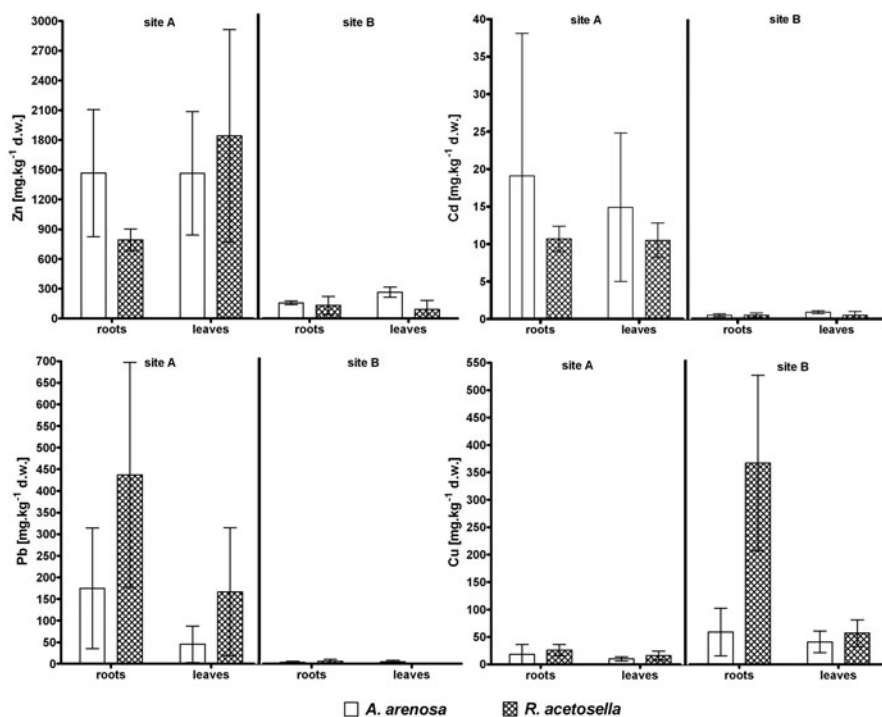 site A
site B
Zn [mg.kg⁻¹ d.w.]
3000
2700
2400
2100
1800
1500
1200
900
600
300
0
roots
leaves
roots
leaves
site A
site B
Cd [mg.kg⁻¹ d.w.]
40
35
30
25
20
15
10
5
0
roots
leaves
roots
leaves
site A
site B
Pb [mg.kg⁻¹ d.w.]
700
650
600
550
500
450
400
350
300
250
200
150
100
50
0
roots
leaves
roots
leaves
site A
site B
Cu [mg.kg⁻¹ d.w.]
550
500
450
400
350
300
250
200
150
100
50
0
roots
leaves
roots
leaves
A. arenosa
R. acetosella